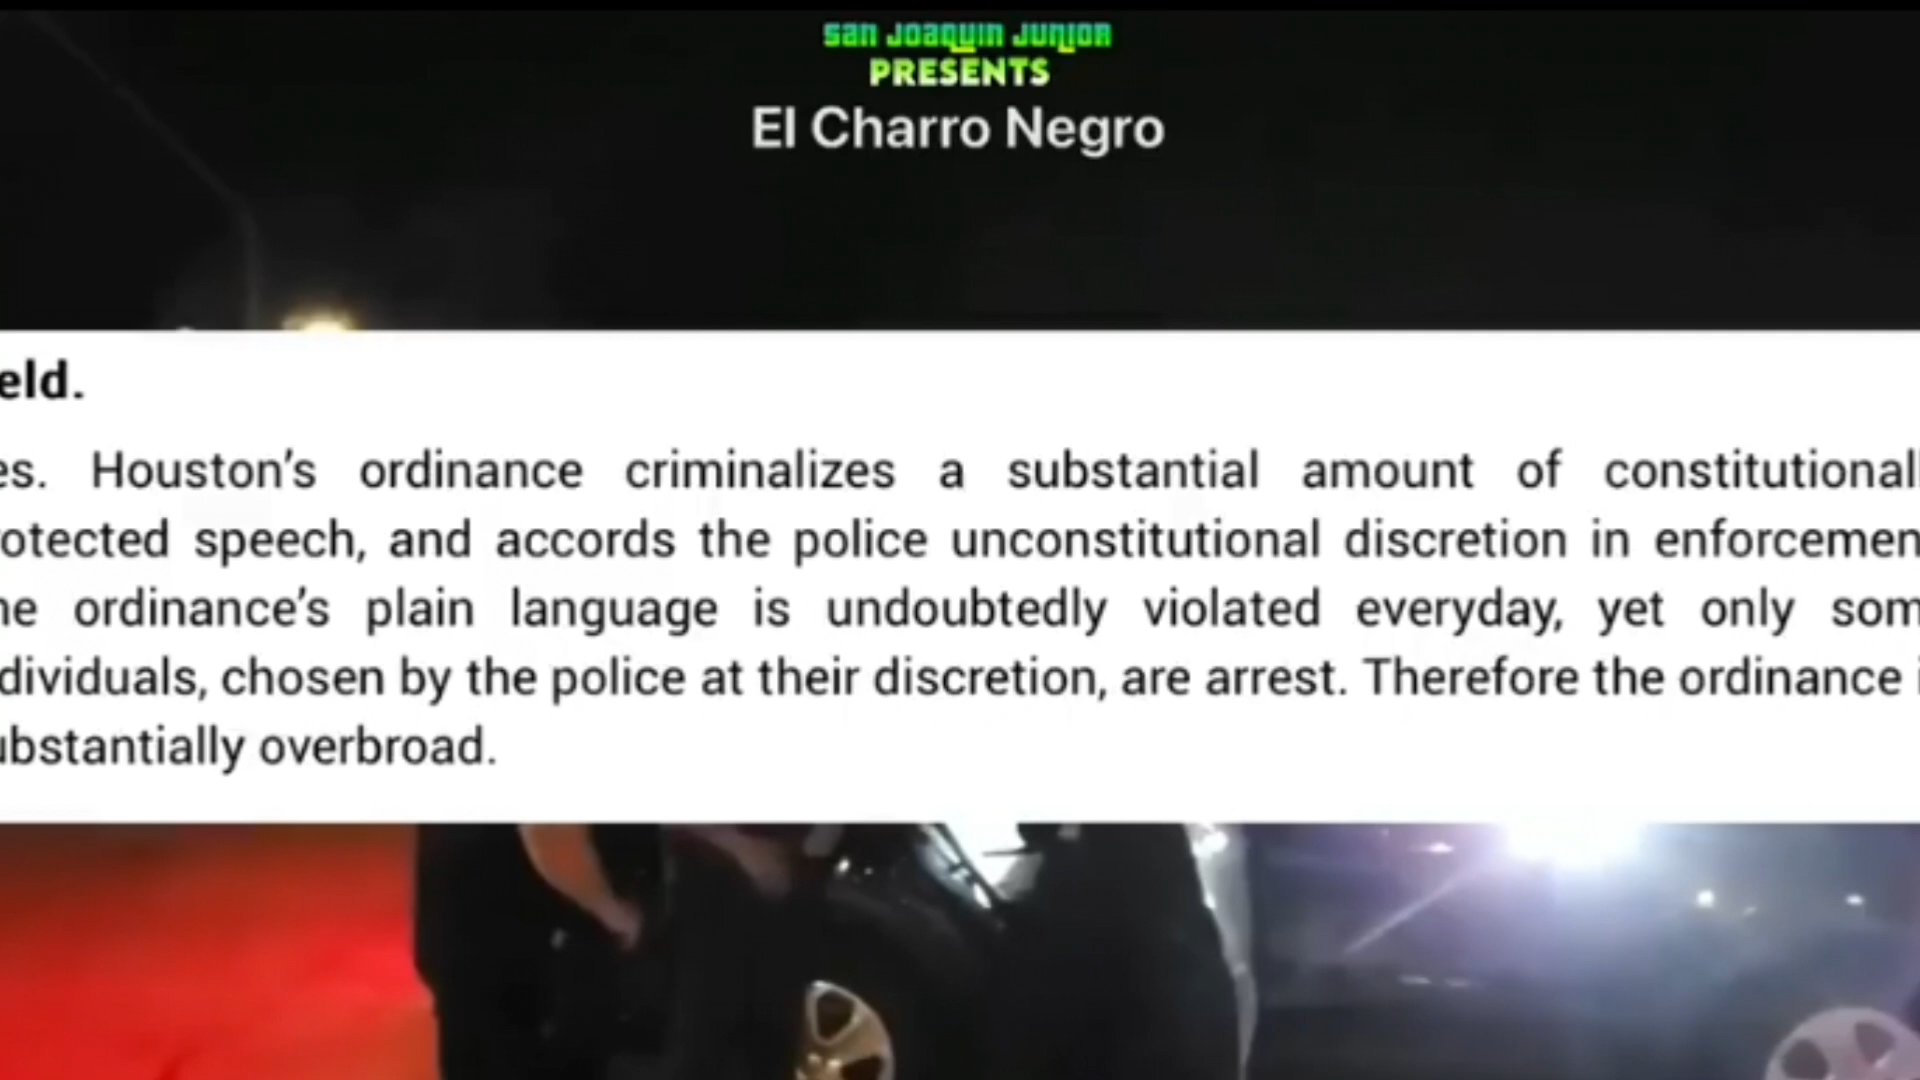 San Joaquin Junior
PRESENTS
El Charro Negro
eld.
es. Houston's ordinance criminalizes a substantial amount of constitutionall
rotected speech, and accords the police unconstitutional discretion in enforcemen
he ordinance's plain language is undoubtedly violated everyday, yet only som
dividuals, chosen by the police at their discretion, are arrest. Therefore the ordinance i
ubstantially overbroad.